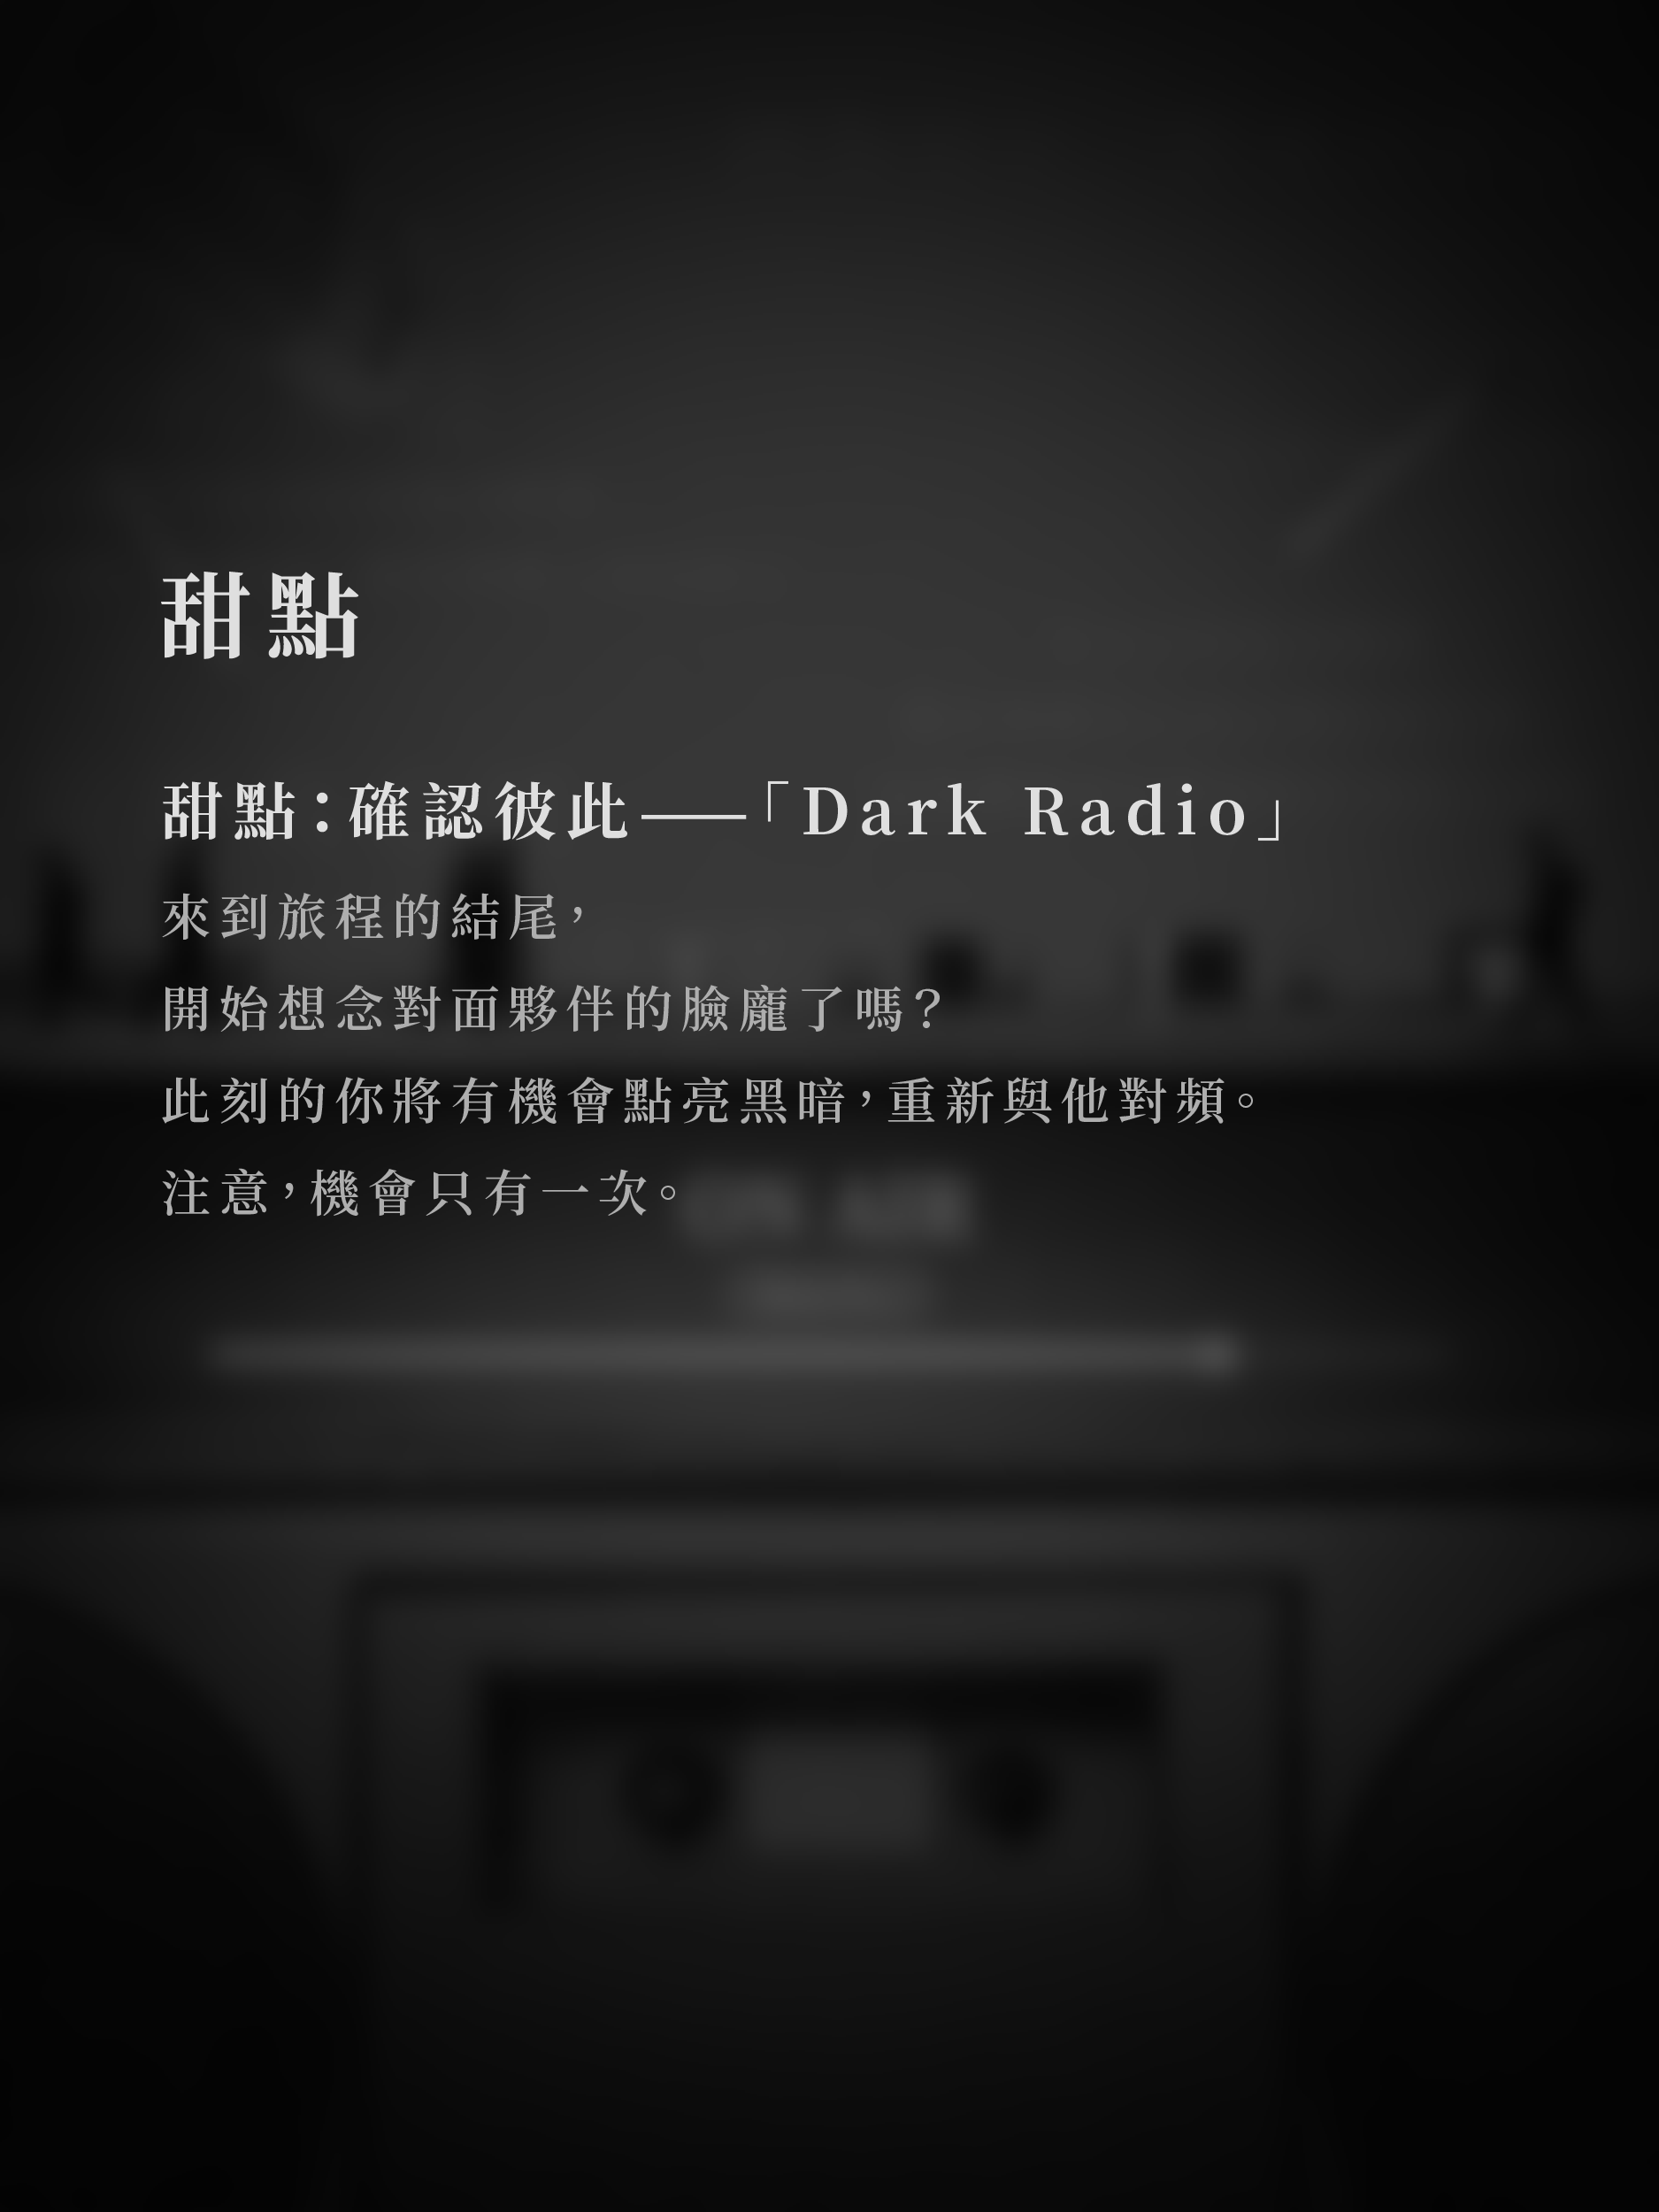 甜點
甜點：確認彼此——「Dark Radio」
來到旅程的結尾，
開始想念對面夥伴的臉龐了嗎？
此刻的你將有機會點亮黑暗，重新與他對頻。
注意，機會只有一次。
ON AIR